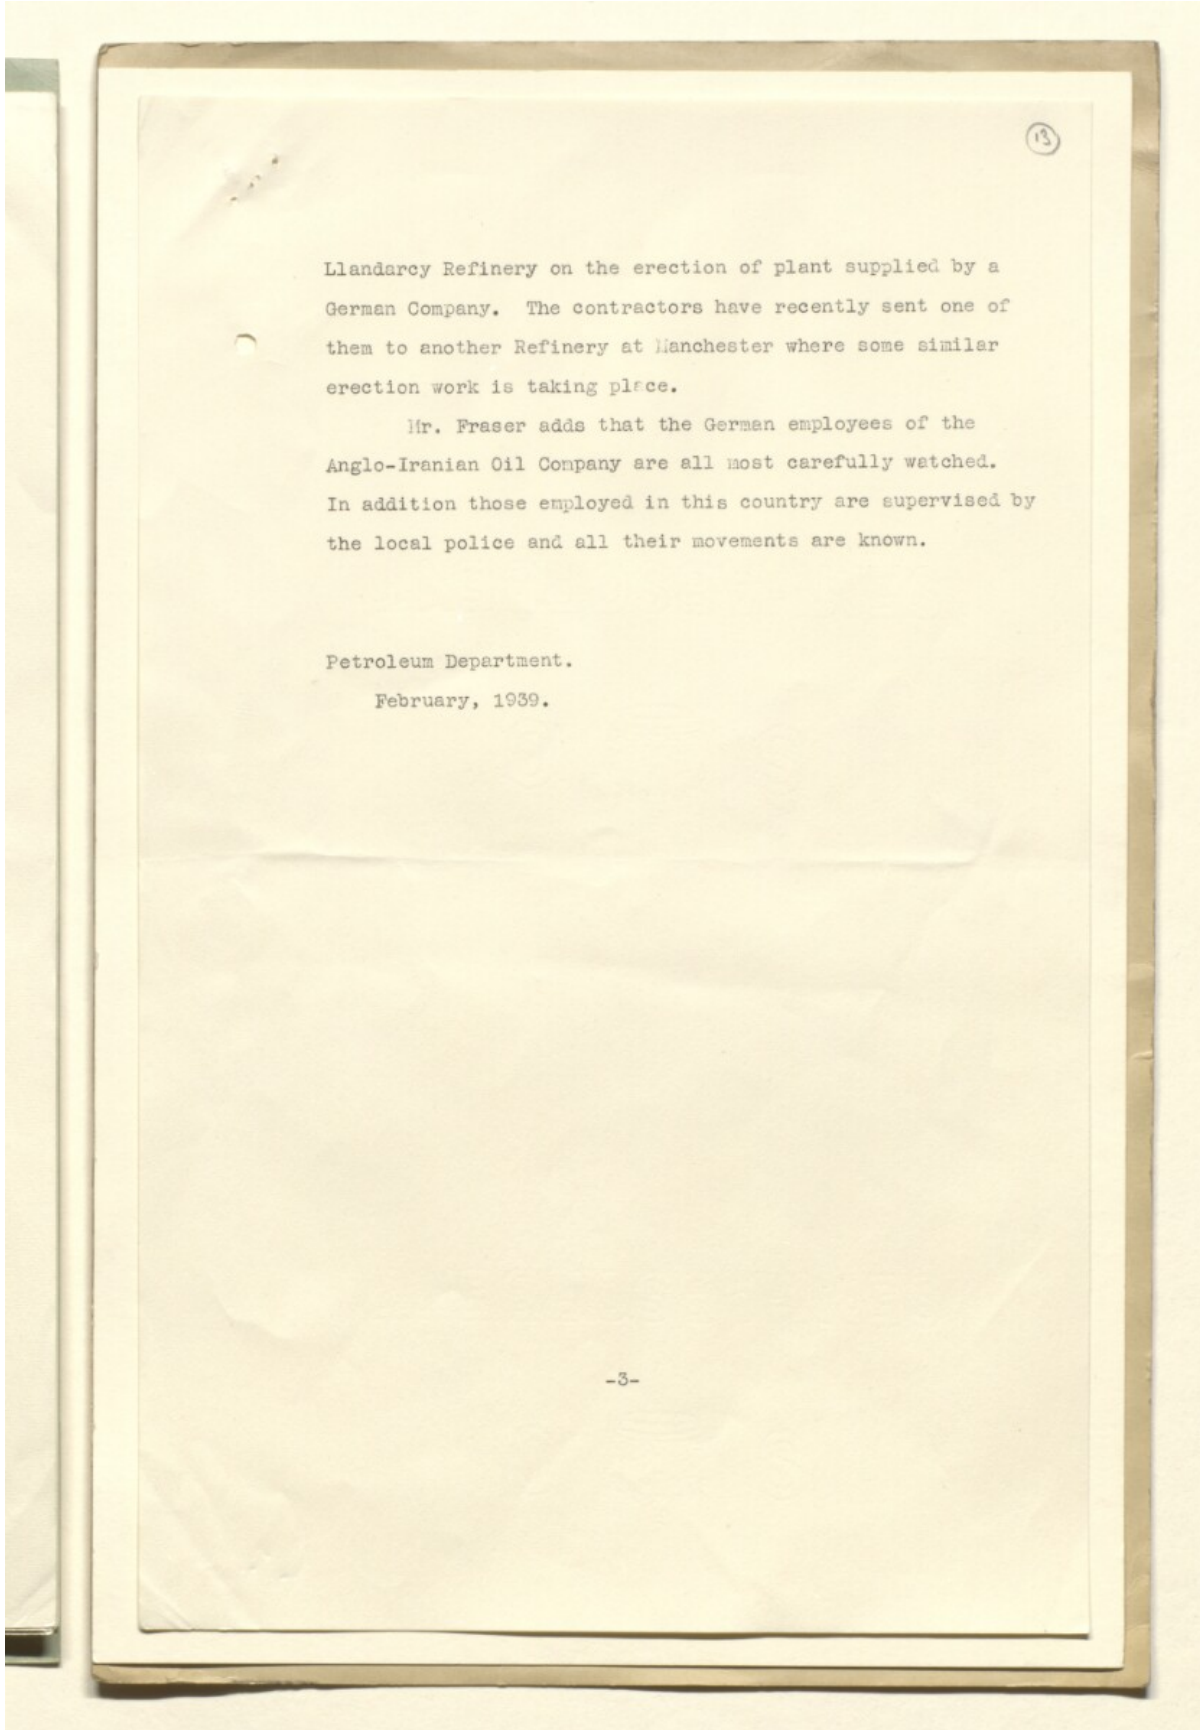 13
Llandarcy Refinery on the erection of plant supplied by a
German Company. The contractors have recently sent one of
them to another Refinery at Manchester where some similar
erection work is taking place.
Mr. Fraser adds that the German employees of the
Anglo-Iranian Oil Company are all most carefully watched.
In addition those employed in this country are supervised by
the local police and all their movements are known.
Petroleum Department.
February, 1939.
-3-